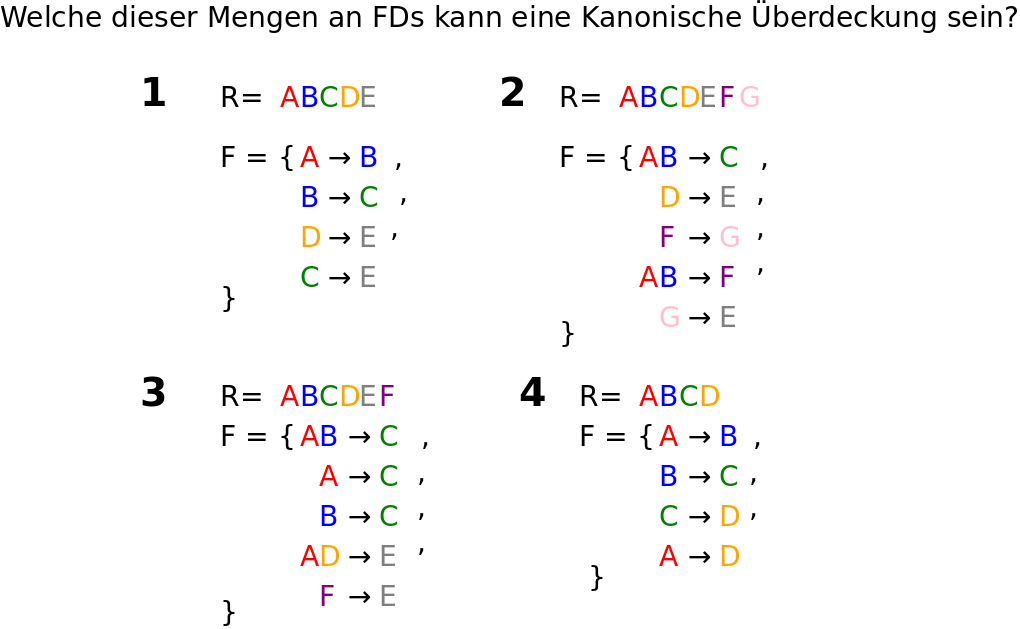 Welche dieser Mengen an FDs kann eine Kanonische Überdeckung sein?
1
R= ABCDE
F = { A → B ,
B → C ,
D → E ,
C → E
}
2
R= ABCDEFG
F = { AB → C ,
D → E ,
F → G ,
AB → F ,
G → E
}
3
R= ABCDEF
F = { AB → C ,
A → C ,
B → C ,
AD → E ,
F → E
}
4
R= ABCD
F = { A → B ,
B → C ,
C → D ,
A → D
}